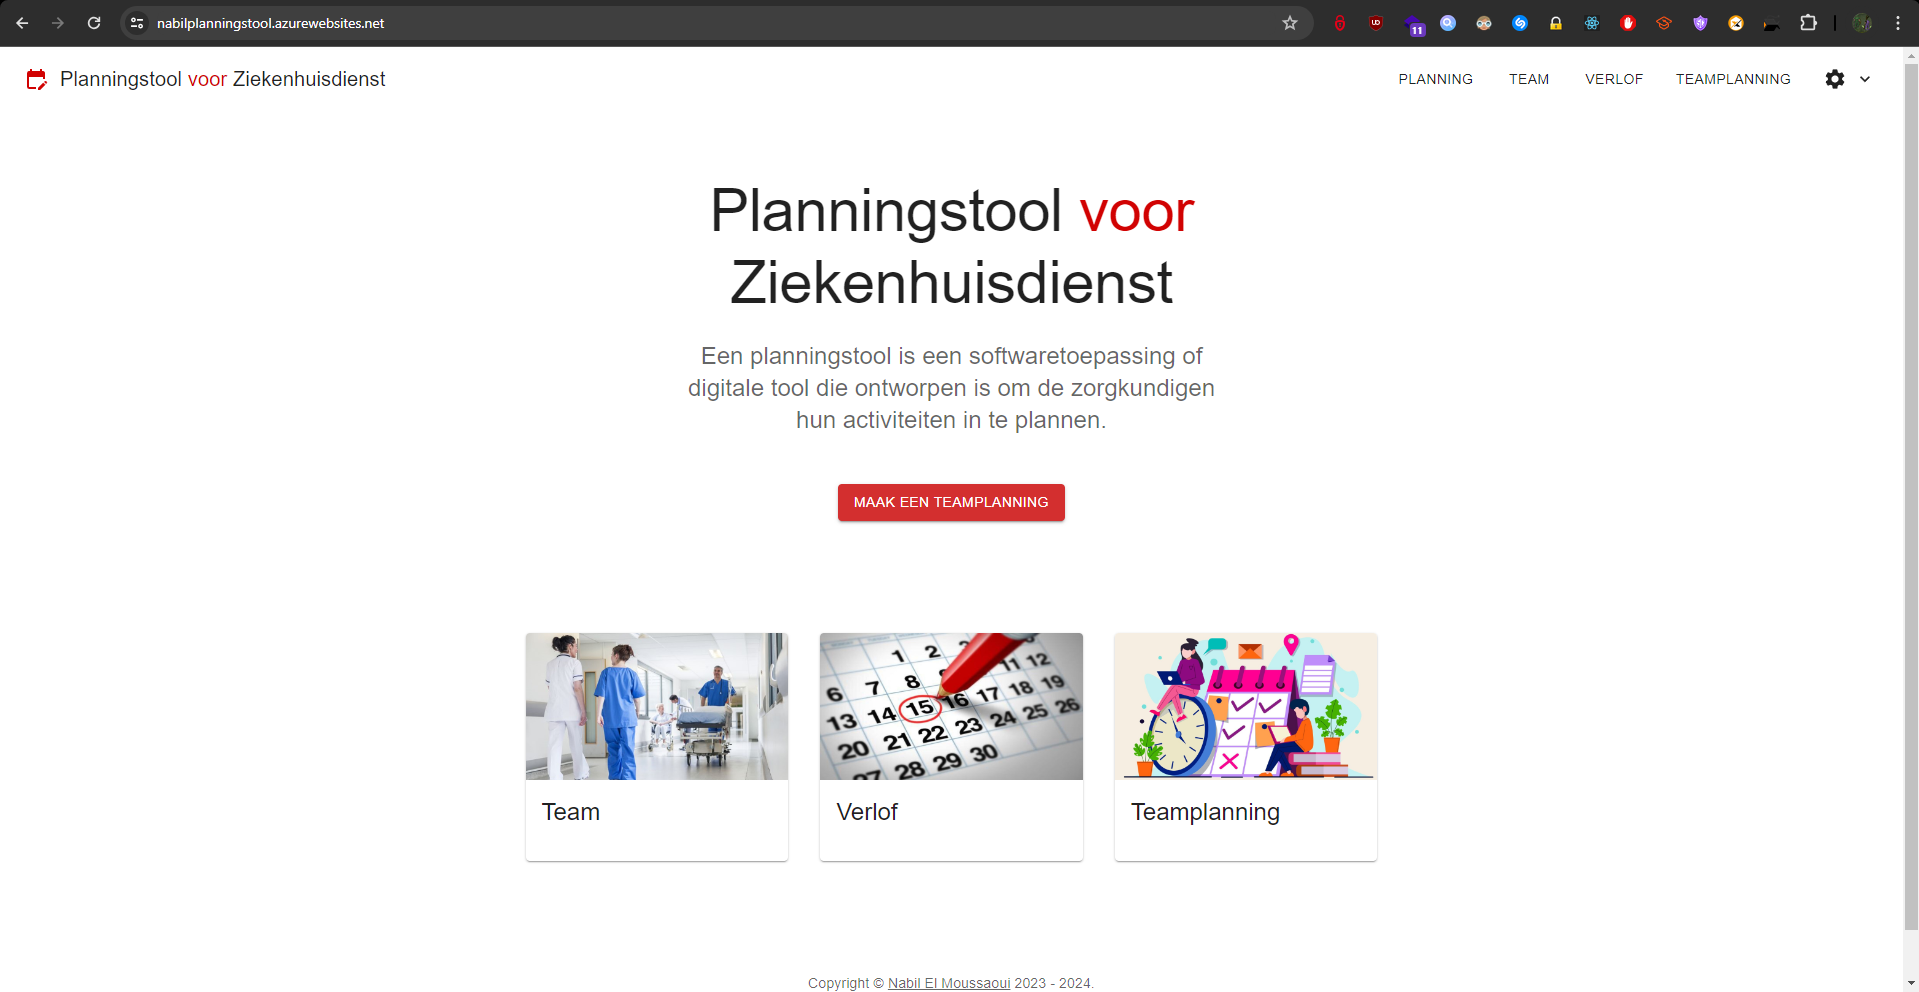 nabilplanningstool.azurewebsites.net
11
Planningstool voor Ziekenhuisdienst
PLANNING
TEAM
VERLOF
TEAMPLANNING
Planningstool voor
Ziekenhuisdienst
Een planningstool is een softwaretoepassing of
digitale tool die ontworpen is om de zorgkundigen
hun activiteiten in te plannen.
MAAK EEN TEAMPLANNING
1 2
6 7 8 11 12
13 14 15 16 17 18 19
20 21 22 23 24 25 26
27 28 29 30
Team
Verlof
Teamplanning
Copyright © Nabil El Moussaoui 2023 - 2024.